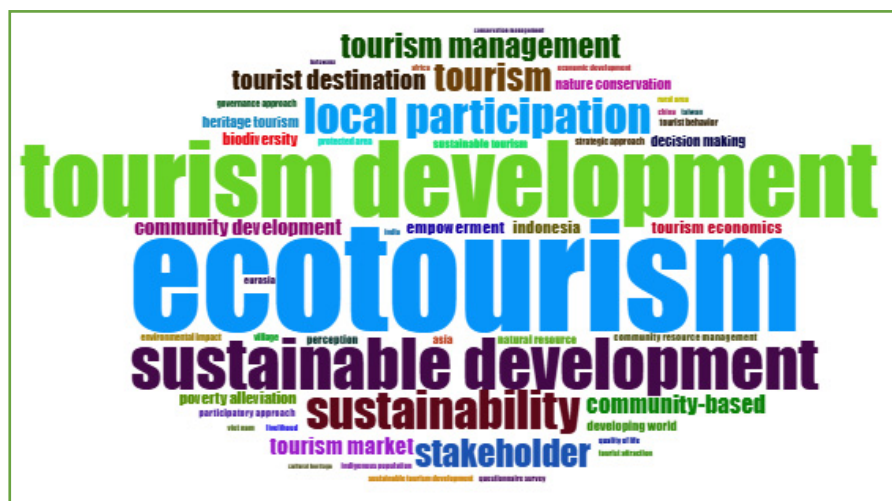 conservation management
tourism management
botswana africa economic development
tourist destination tourism nature conservation
governance approach local participation rural area
china taiwan
heritage tourism tourist behavior
biodiversity protected area sustainable tourism strategic approach decision making
tourism development
community development india empowerment indonesia tourism economics
ecotourism
eurasia
environmental impact village perception asia natural resource community resource management
sustainable development
poverty alleviation sustainability community-based
participatory approach
viet nam livelihood developing world
tourism market stakeholder quality of life
tourist attraction
cultural heritage indigenous population
sustainable tourism development questionnaire survey